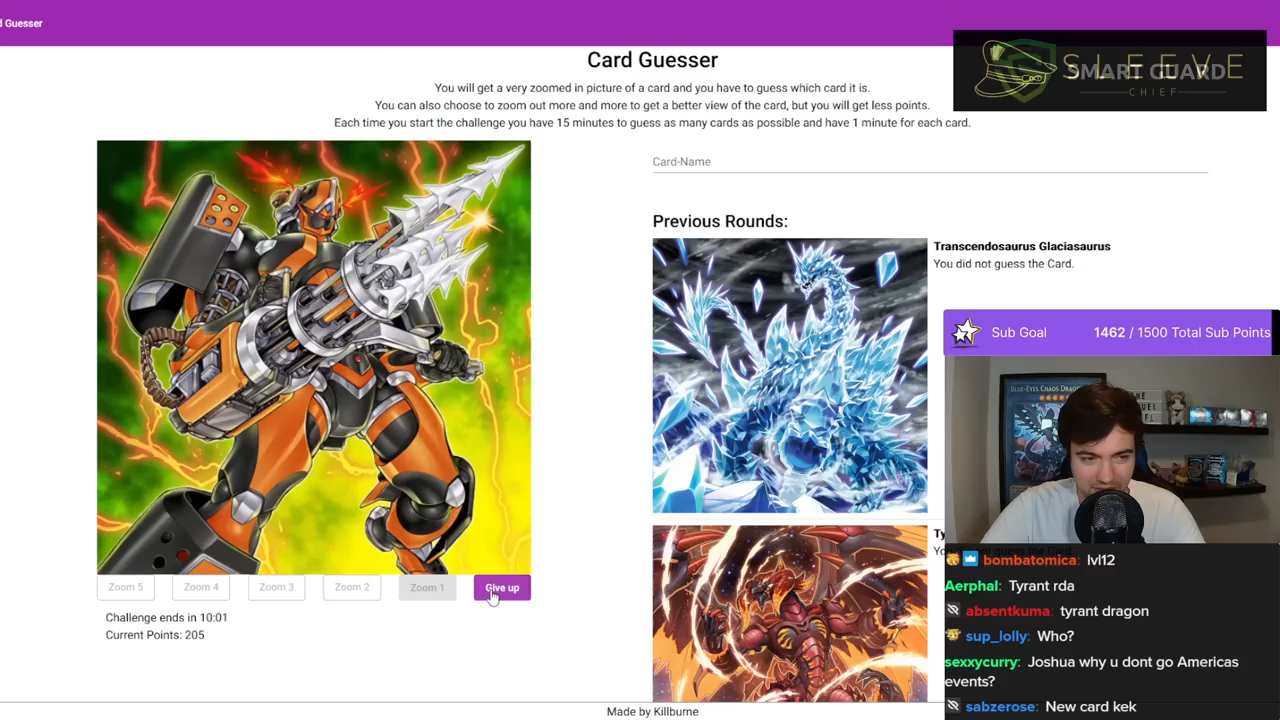 d Guesser
SLEEVE
SMART GUARD
CHIEF
Card Guesser
You will get a very zoomed in picture of a card and you have to guess which card it is.
You can also choose to zoom out more and more to get a better view of the card, but you will get less points.
Each time you start the challenge you have 15 minutes to guess as many cards as possible and have 1 minute for each card.
Card-Name
Previous Rounds:
Transcendosaurus Glaciasaurus
You did not guess the Card.
Ty
Sub Goal 1462 / 1500 Total Sub Points
BLUE-EYES CHAOS DRAGON
Zoom 5 Zoom 4 Zoom 3 Zoom 2 Zoom 1 Give up
Challenge ends in 10:01
Current Points: 205
bombatomica: lvl12
Aerphal: Tyrant rda
absentkuma: tyrant dragon
sup_lolly: Who?
sexxycurry: Joshua why u dont go Americas
events?
sabzerose: New card kek
Made by Killburne